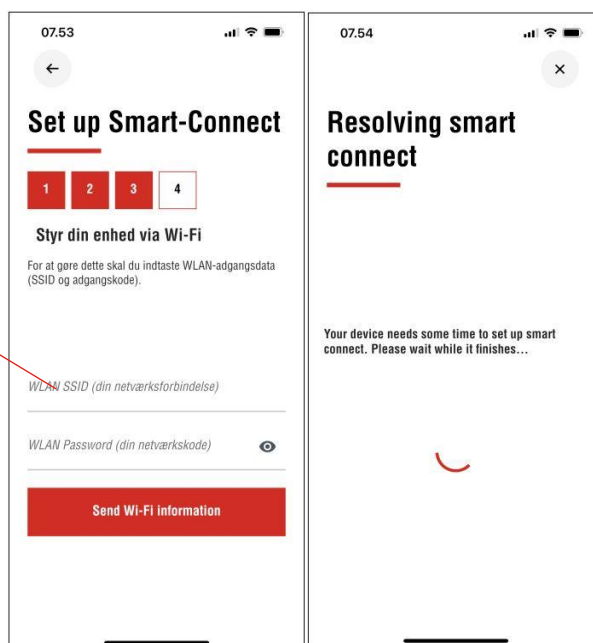 07.53
Set up Smart-Connect
1 2 3 4
Styr din enhed via Wi-Fi
For at gøre dette skal du indtaste WLAN-adgangsdata
(SSID og adgangskode).
WLAN SSID (din netværksforbindelse)
WLAN Password (din netværkskode)
Send Wi-Fi information
07.54
Resolving smart
connect
Your device needs some time to set up smart
connect. Please wait while it finishes...